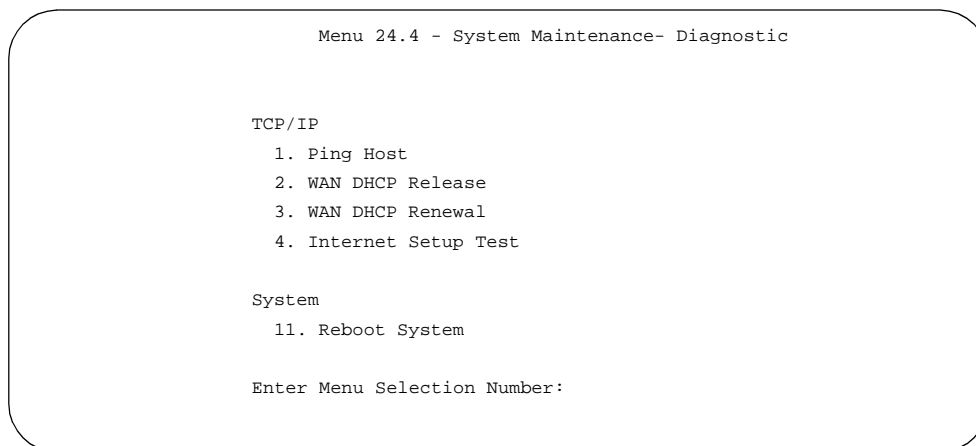 Menu 24.4 - System Maintenance- Diagnostic
TCP/IP
1. Ping Host
2. WAN DHCP Release
3. WAN DHCP Renewal
4. Internet Setup Test
System
11. Reboot System
Enter Menu Selection Number: